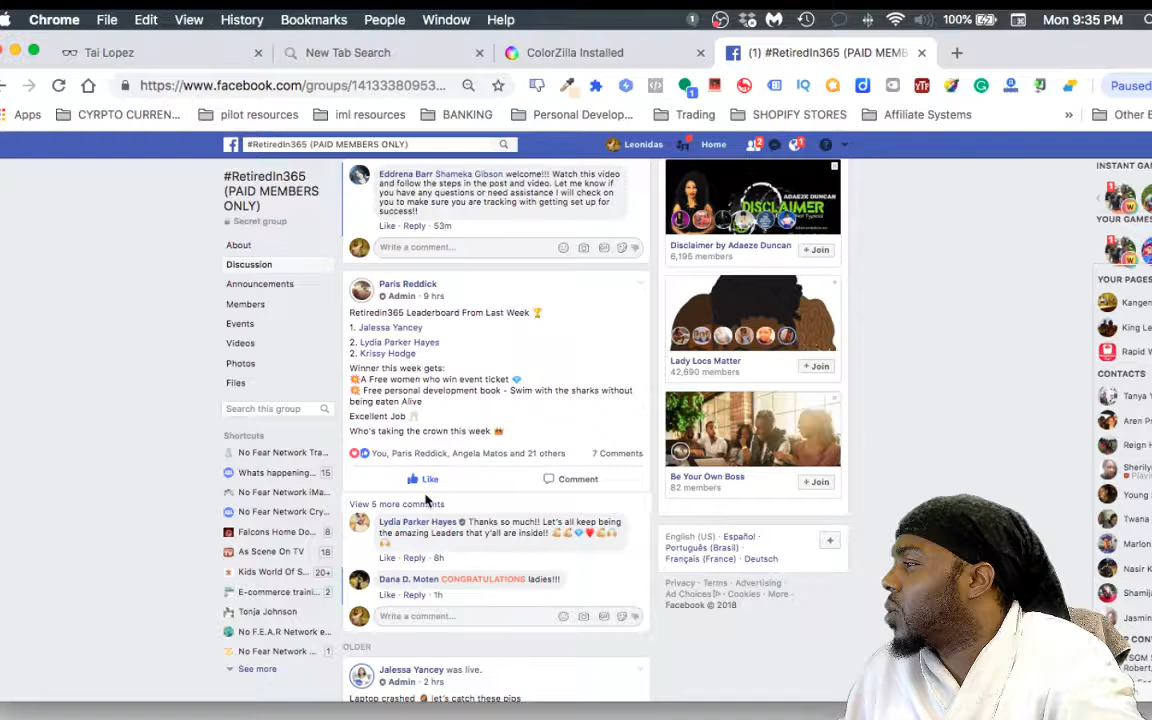 Chrome File Edit View History Bookmarks People Window Help 1 100% Mon 9:35 PM
Tai Lopez
New Tab Search
ColorZilla Installed
(1) #RetiredIn365 (PAID MEMB
https://www.facebook.com/groups/14133380953...
Paused
Apps CYRPTO CURREN... pilot resources iml resources BANKING Personal Develop... Trading SHOPIFY STORES Affiliate Systems » Other B
#RetiredIn365 (PAID MEMBERS ONLY)
Leonidas Home
#RetiredIn365
(PAID MEMBERS
ONLY)
Secret group
About
Discussion
Announcements
Members
Events
Videos
Photos
Files
Search this group
Shortcuts
No Fear Network Tra...
Whats happening... 15
No Fear Network iMa...
No Fear Network Cry...
Falcons Home Do... 8
As Scene On TV 18
Kids World Of S... 20+
E-commerce traini... 2
Tonja Johnson
No F.E.A.R Network e...
No Fear Network ... 1
See more
Eddrena Barr Shameka Gibson welcome!!! Watch this video
and follow the steps in the post and video. Let me know if
you have any questions or need assistance I will check on
you to make sure you are tracking with getting set up for
success!!
Like · Reply · 53m
Write a comment...
Paris Reddick
Admin · 9 hrs
Retiredin365 Leaderboard From Last Week 🏆
1. Jalessa Yancey
2. Lydia Parker Hayes
2. Krissy Hodge
Winner this week gets:
💥A Free women who win event ticket 💎
💥 Free personal development book - Swim with the sharks without
being eaten Alive
Excellent Job
Who's taking the crown this week 👑
You, Paris Reddick, Angela Matos and 21 others 7 Comments
Like Comment
View 5 more comments
Lydia Parker Hayes Thanks so much!! Let's all keep being
the amazing Leaders that y'all are inside!!
Like · Reply · 8h
Dana D. Moten CONGRATULATIONS ladies!!!
Like · Reply · 1h
Write a comment...
OLDER
Jalessa Yancey was live.
Admin · 2 hrs
Laptop crashed let's catch these pips
DISCLAIMER
Disclaimer by Adaeze Duncan
6,195 members
+ Join
Lady Locs Matter
42,690 members
+ Join
Be Your Own Boss
82 members
+ Join
English (US) · Español ·
Português (Brasil) ·
Français (France) · Deutsch
Privacy · Terms · Advertising ·
Ad Choices · Cookies · More ·
Facebook © 2018
INSTANT GAM
YOUR GAMES
YOUR PAGES
Kangen
King Le
Rapid W
CONTACTS
Tanya Y
Aren Pr
Reign H
Sherily
Young
Twana
Marlon
Nasir K
Shamij
Jasmin
UP CON
TSGM S
Robert,